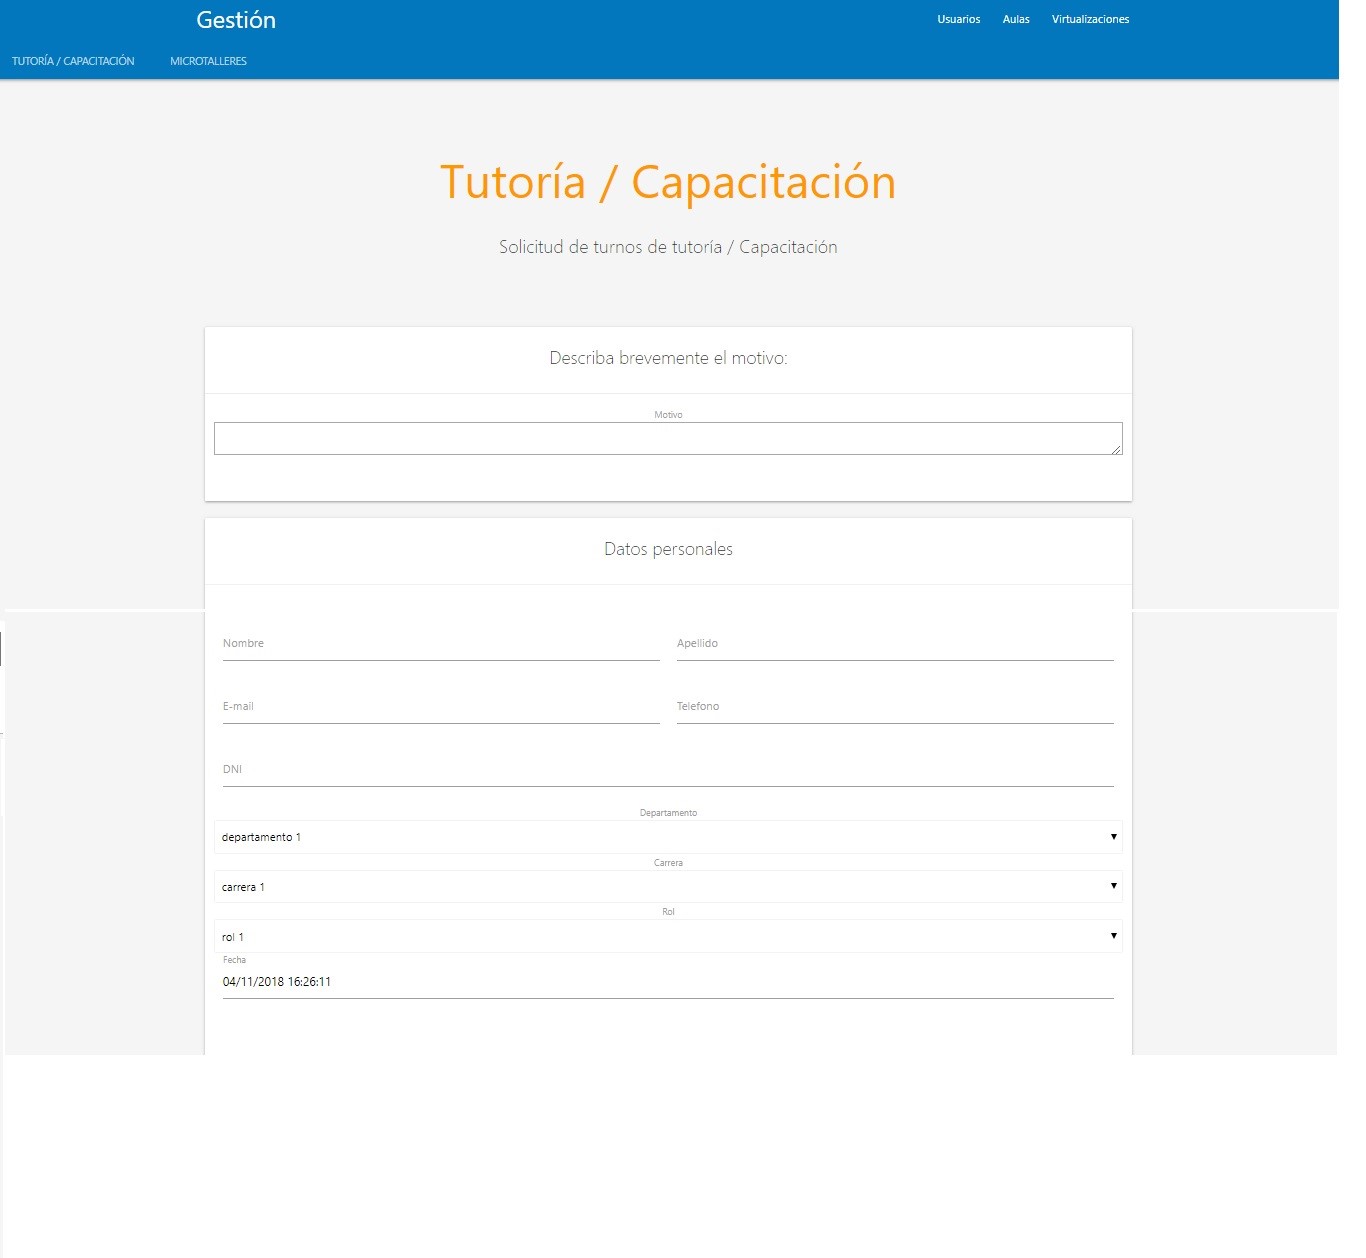 Gestión
Usuarios Aulas Virtualizaciones
TUTORÍA / CAPACITACIÓN MICROTALLERES
Tutoría / Capacitación
Solicitud de turnos de tutoría / Capacitación
Describa brevemente el motivo:
Motivo
Datos personales
Nombre Apellido
E-mail Telefono
DNI
Departamento
departamento 1
Carrera
carrera 1
Rol
rol 1
Fecha
04/11/2018 16:26:11